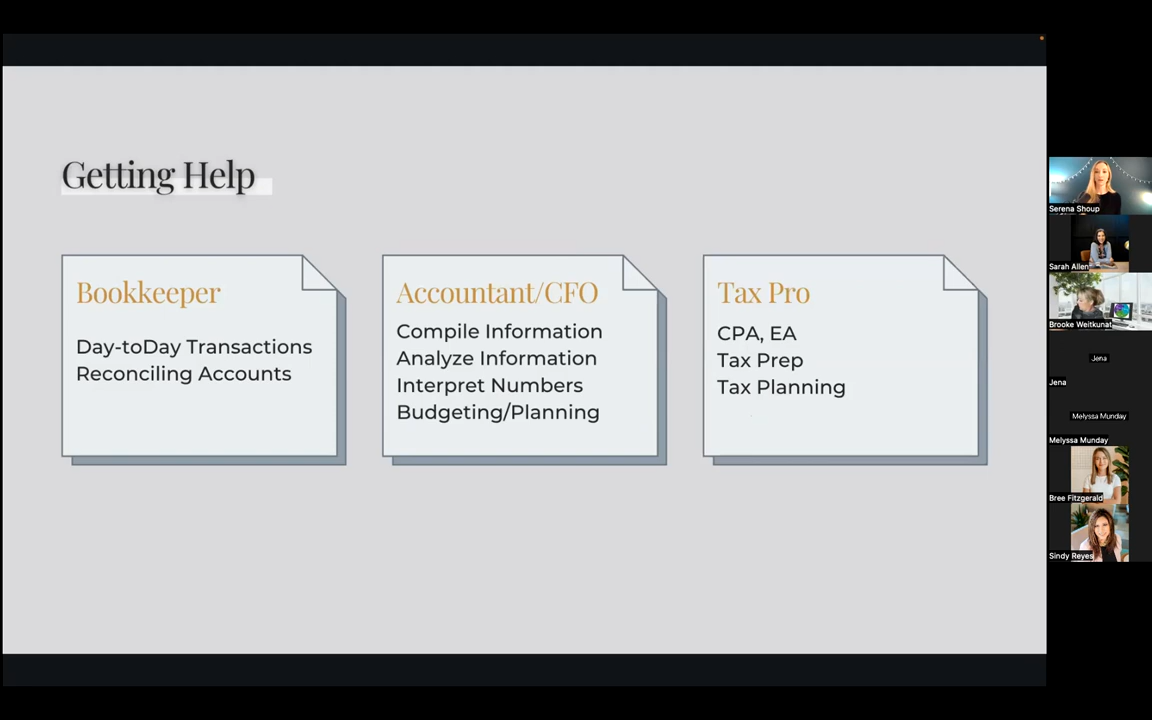 Getting Help
Bookkeeper
Day-toDay Transactions
Reconciling Accounts
Accountant/CFO
Compile Information
Analyze Information
Interpret Numbers
Budgeting/Planning
Tax Pro
CPA, EA
Tax Prep
Tax Planning
Serena Shoup
Sarah Allen
Brooke Weitkunat
Jena
Jena
Melyssa Munday
Melyssa Munday
Bree Fitzgerald
Sindy Reyes